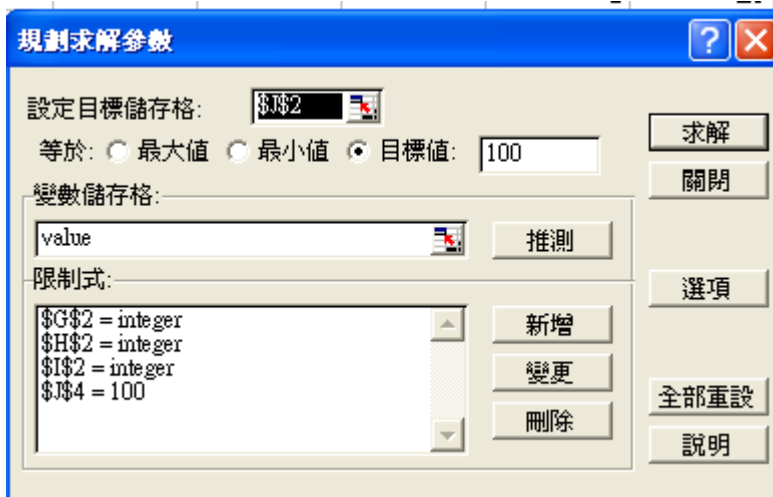 規劃求解參數
設定目標儲存格: $J$2
求解
等於: 最大值 最小值 目標值: 100
關閉
變數儲存格:
value 推測
限制式:
選項
$G$2 = integer
$H$2 = integer
$I$2 = integer
$J$4 = 100
新增
變更
刪除
全部重設
說明